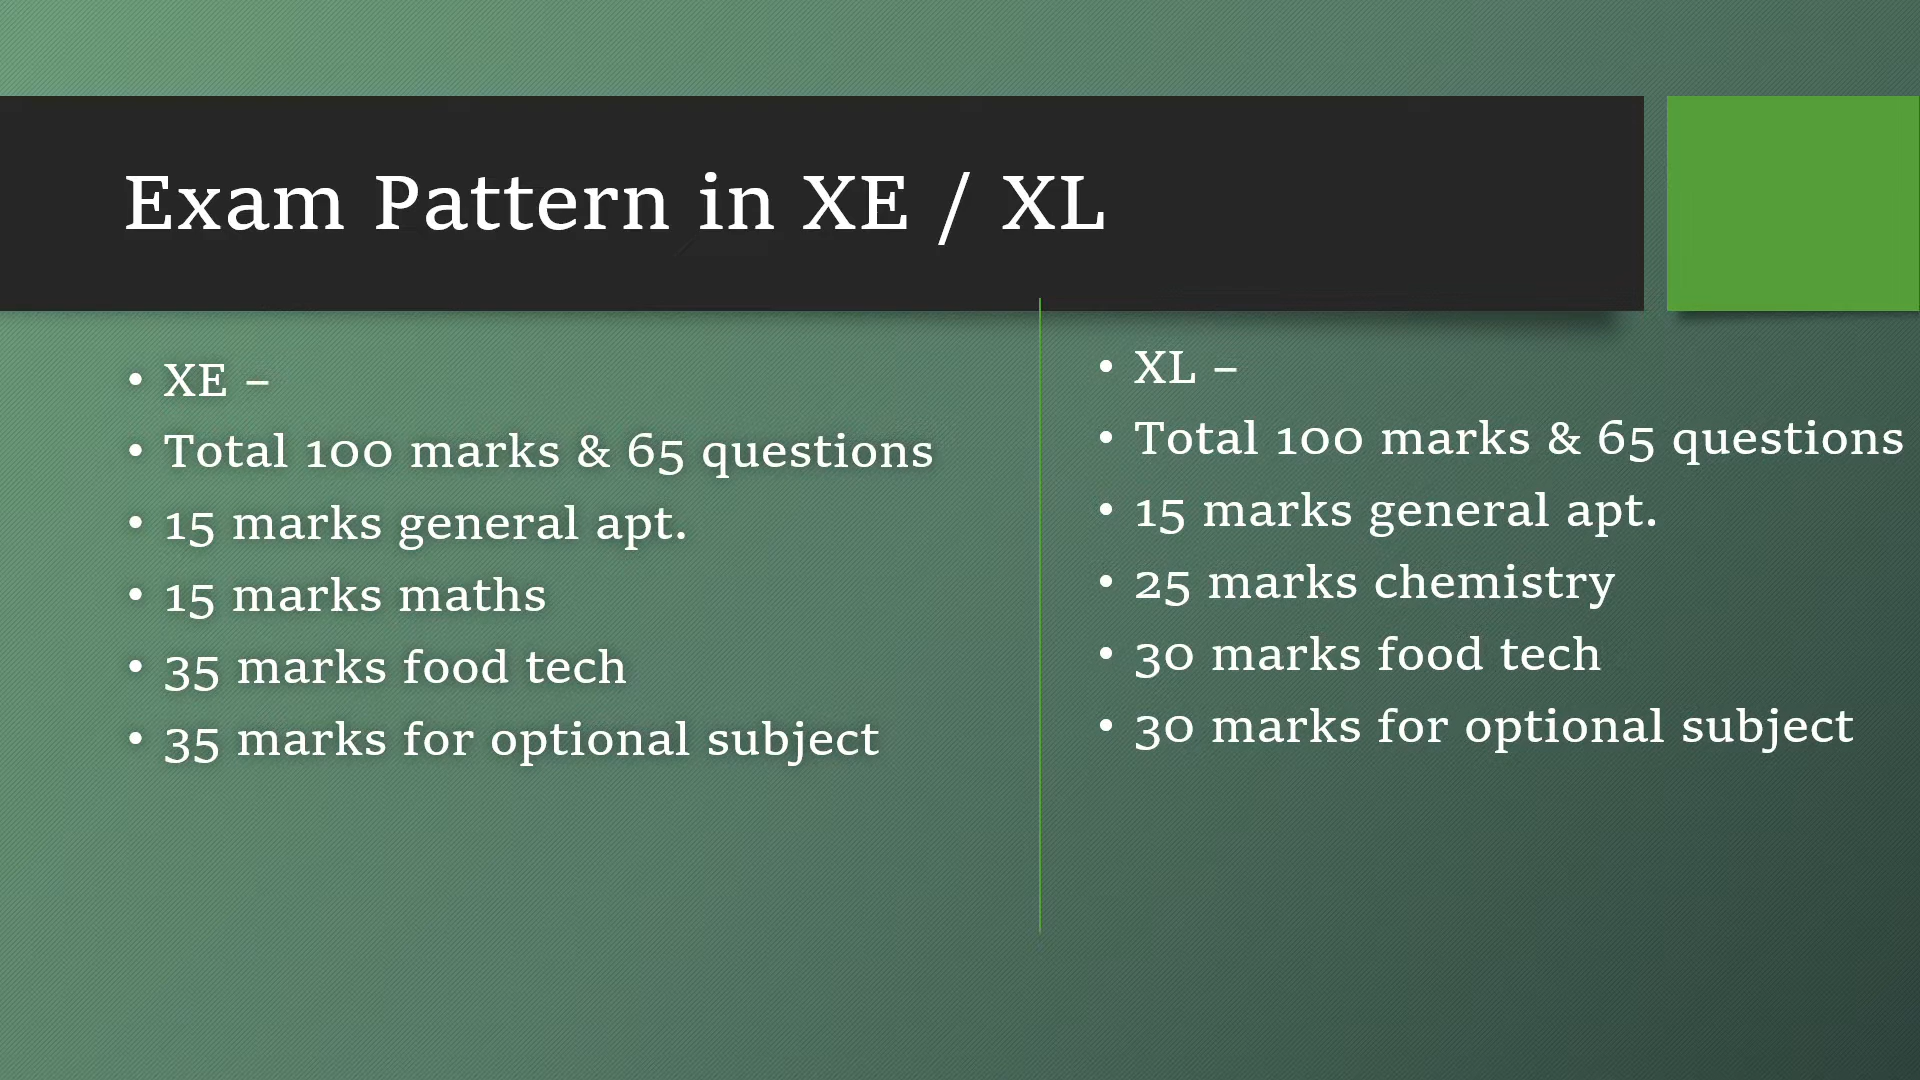 Exam Pattern in XE / XL
• XE –
• Total 100 marks & 65 questions
• 15 marks general apt.
• 15 marks maths
• 35 marks food tech
• 35 marks for optional subject
• XL –
• Total 100 marks & 65 questions
• 15 marks general apt.
• 25 marks chemistry
• 30 marks food tech
• 30 marks for optional subject